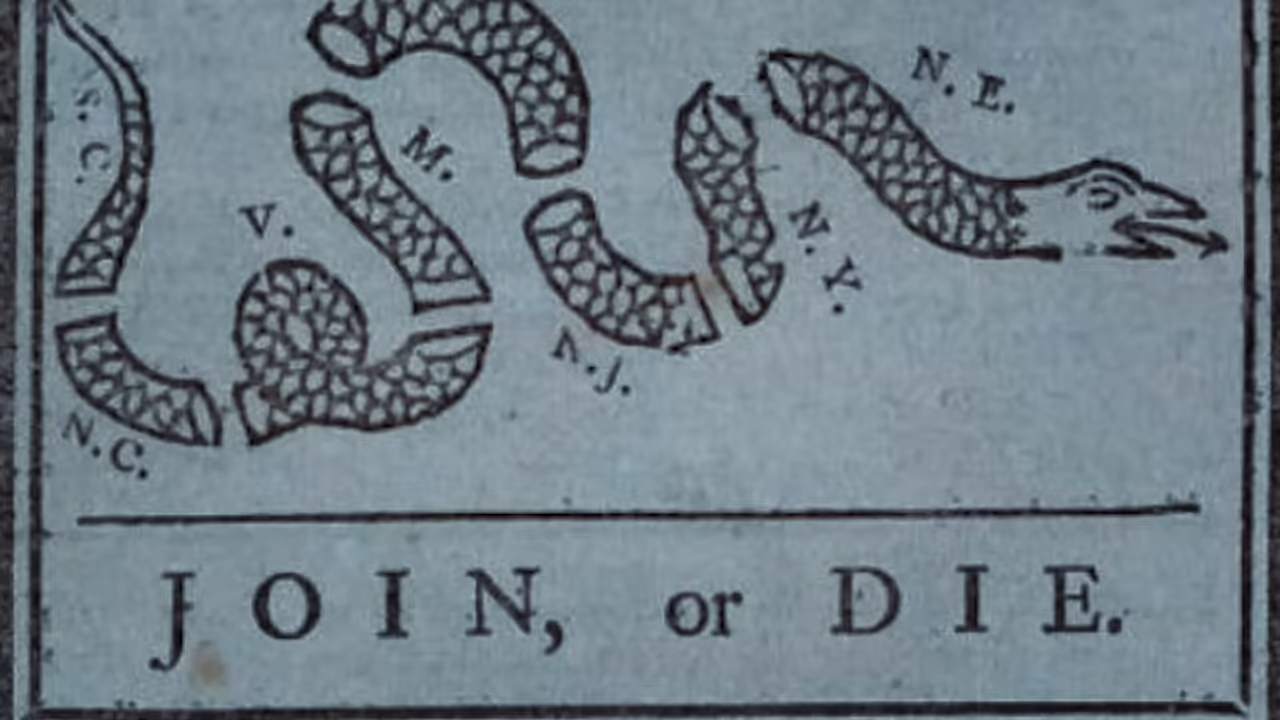 S. C.
N. C.
V.
M.
N. J.
N. Y.
N. E.
JOIN, or DIE.